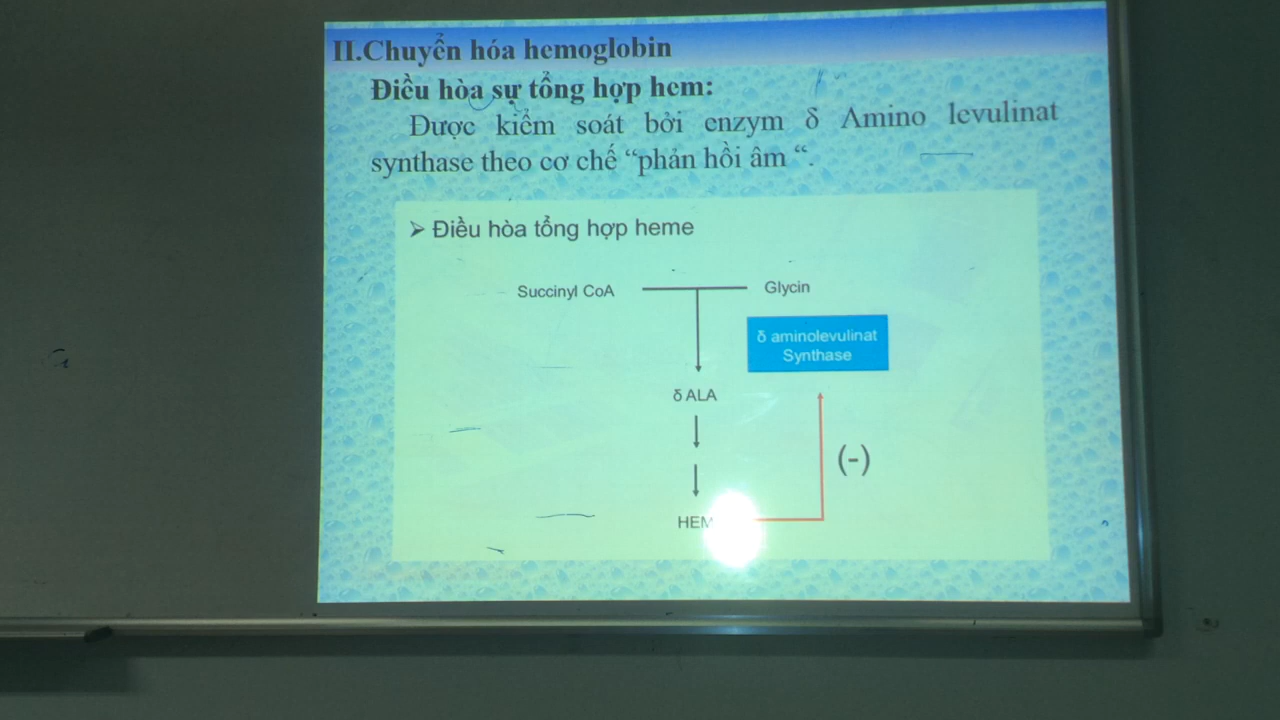 II.Chuyển hóa hemoglobin
Điều hòa sự tổng hợp hem:
Được kiểm soát bởi enzym δ Amino levulinat
synthase theo cơ chế “phản hồi âm “.
➢ Điều hòa tổng hợp heme
Succinyl CoA Glycin
δ aminolevulinat
Synthase
δ ALA
(-)
HEM